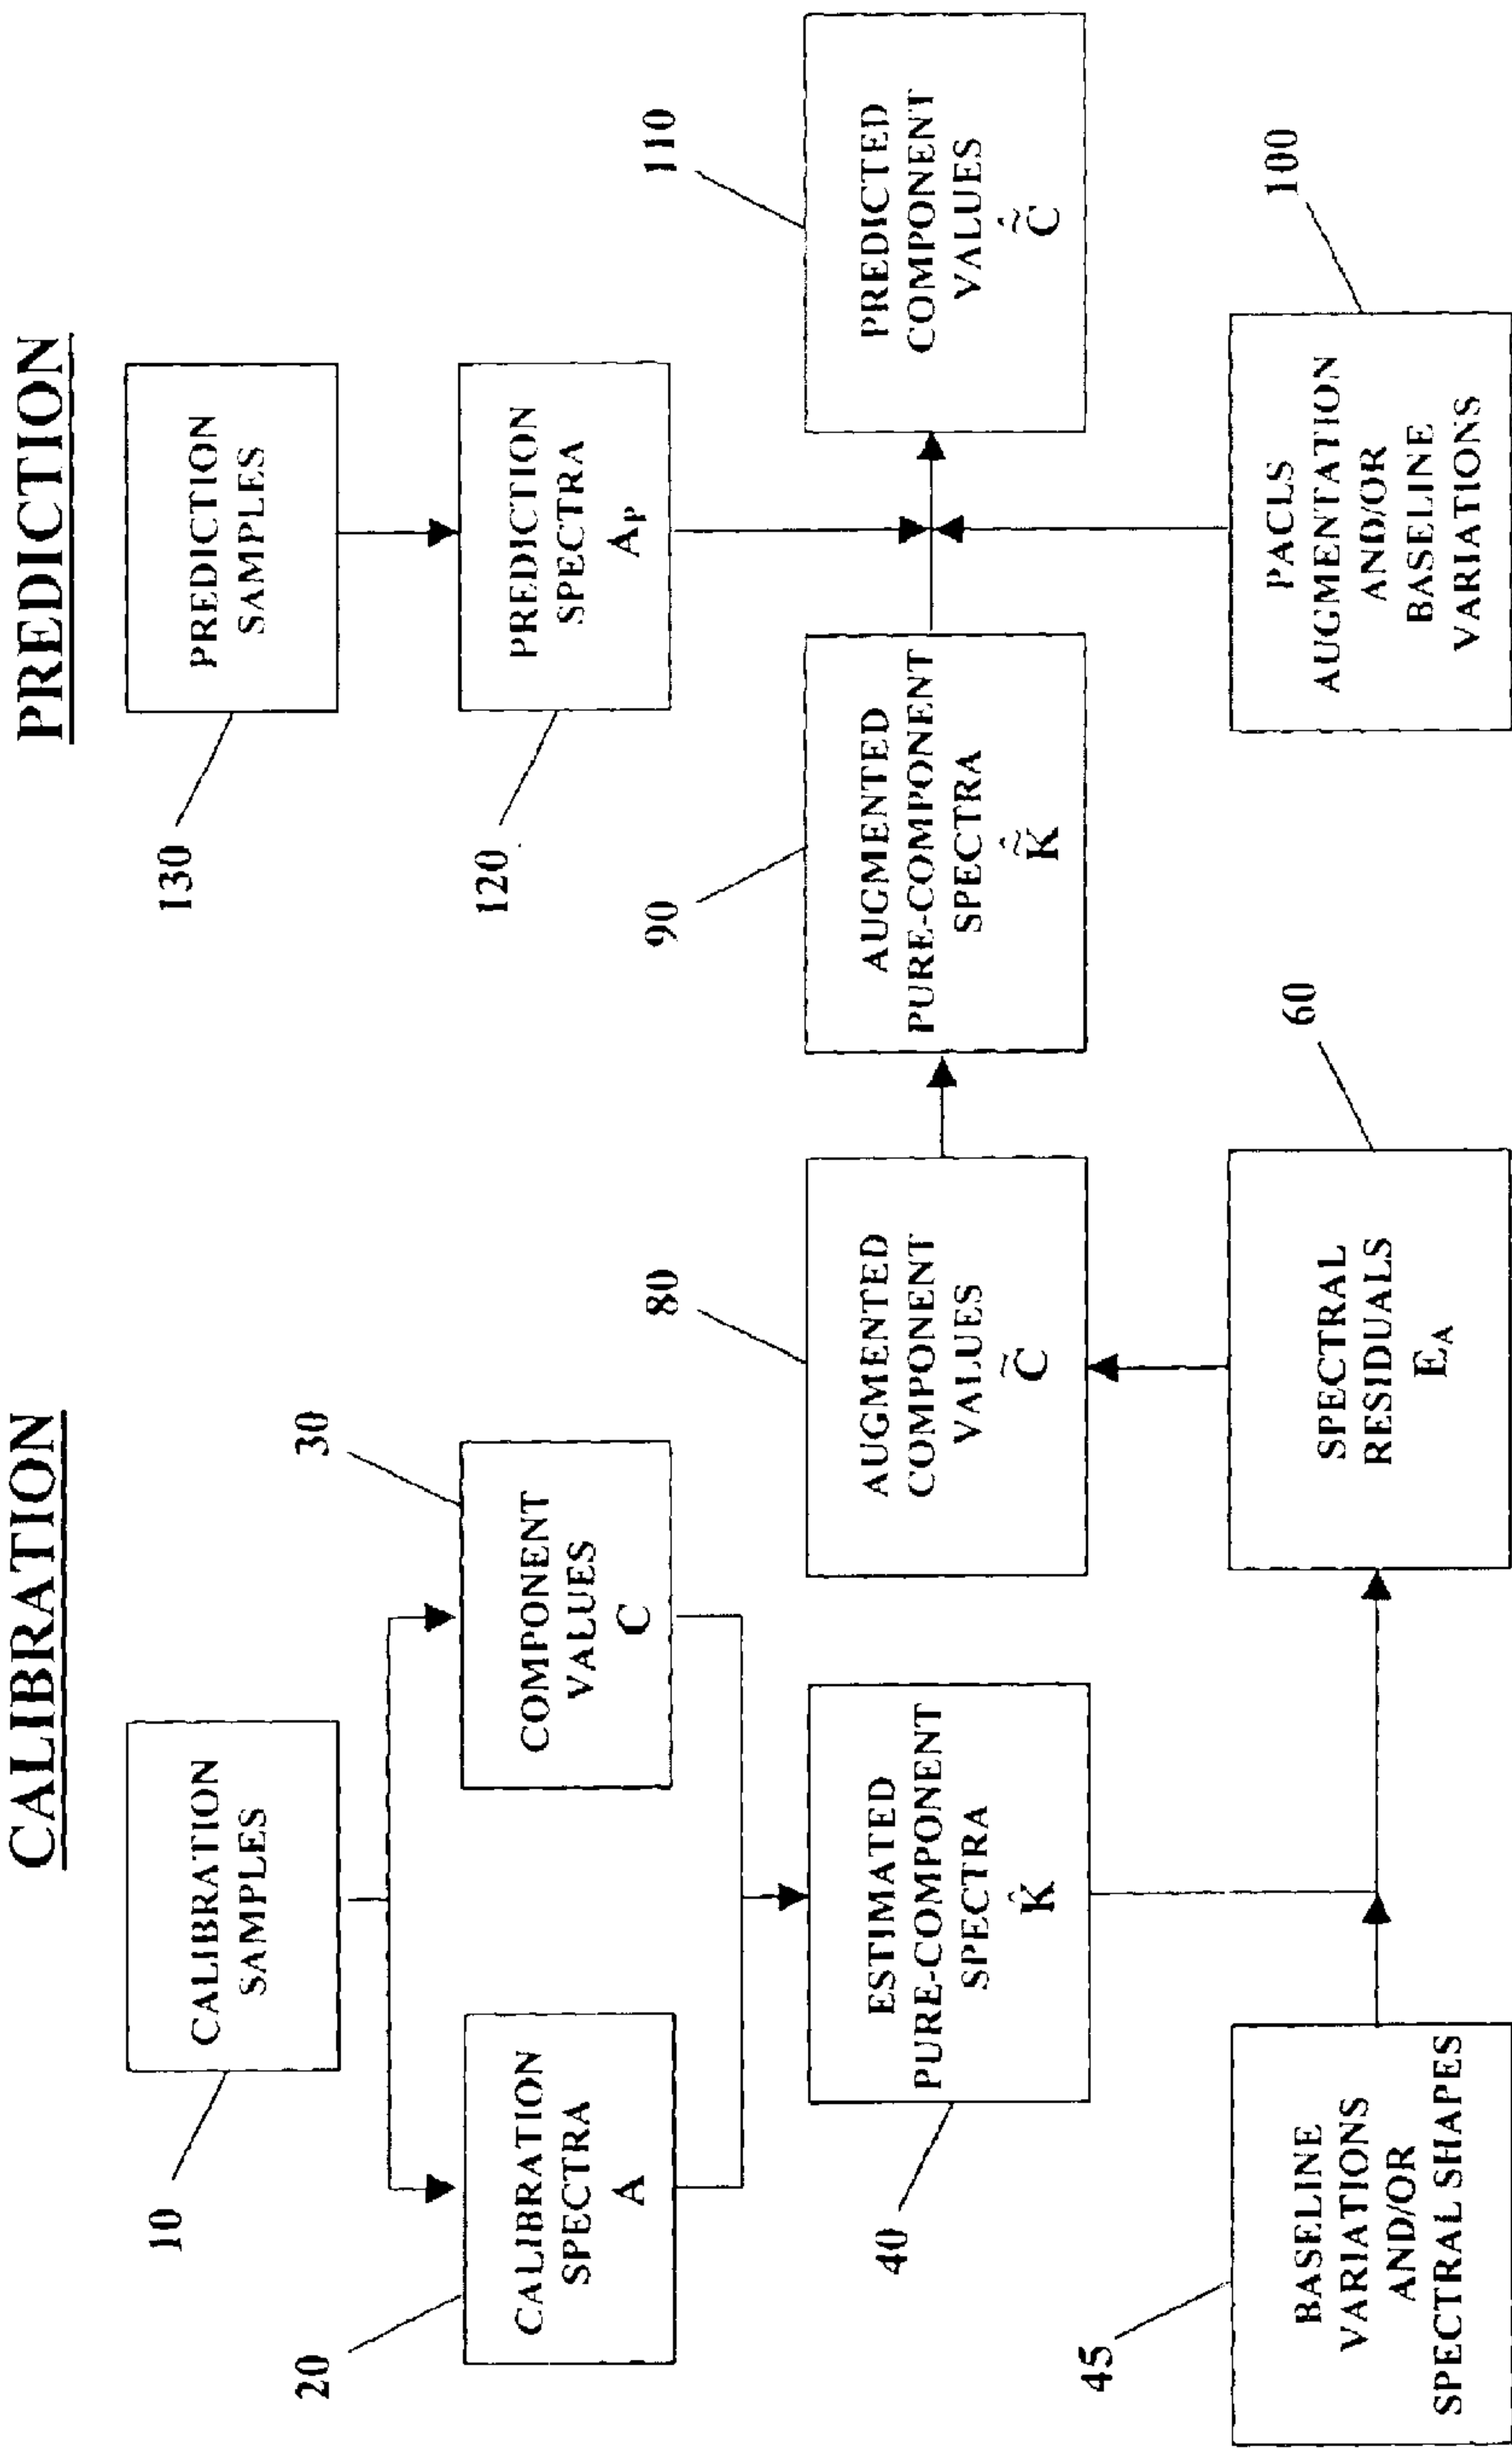 CALIBRATION
10
CALIBRATION
SAMPLES
20
CALIBRATION
SPECTRA
A
30
COMPONENT
VALUES
C
40
ESTIMATED
PURE-COMPONENT
SPECTRA
K̂
45
BASELINE
VARIATIONS
AND/OR
SPECTRAL SHAPES
60
SPECTRAL
RESIDUALS
E_A
80
AUGMENTED
COMPONENT
VALUES
C̃
PREDICTION
130
PREDICTION
SAMPLES
120
PREDICTION
SPECTRA
A_P
90
AUGMENTED
PURE-COMPONENT
SPECTRA
K̃̂
110
PREDICTED
COMPONENT
VALUES
C̃̂
100
PACLS
AUGMENTATION
AND/OR
BASELINE
VARIATIONS